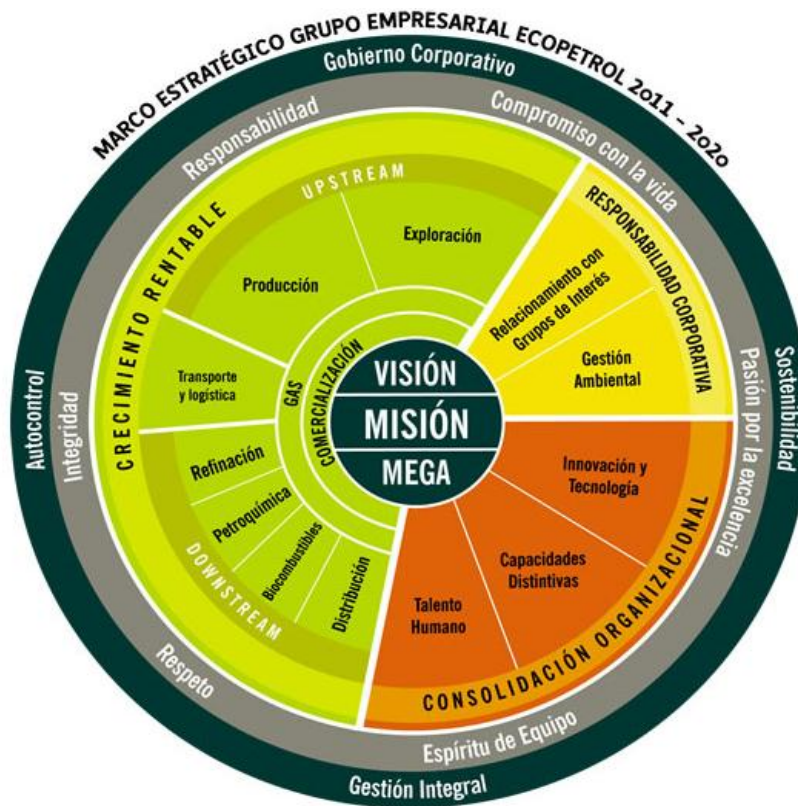 MARCO ESTRATÉGICO GRUPO EMPRESARIAL ECOPETROL 2011 - 2020
Gobierno Corporativo
Autocontrol
Sostenibilidad
Gestión Integral
Responsabilidad
Compromiso con la vida
Integridad
Pasión por la excelencia
Respeto
Espíritu de Equipo
CRECIMIENTO RENTABLE
UPSTREAM
Producción
Exploración
Transporte
y logística
GAS
COMERCIALIZACIÓN
DOWNSTREAM
Refinación
Petroquímica
Biocombustibles
Distribución
RESPONSABILIDAD CORPORATIVA
Relacionamiento con
Grupos de Interés
Gestión
Ambiental
VISIÓN
MISIÓN
MEGA
CONSOLIDACIÓN ORGANIZACIONAL
Innovación y
Tecnología
Capacidades
Distintivas
Talento
Humano